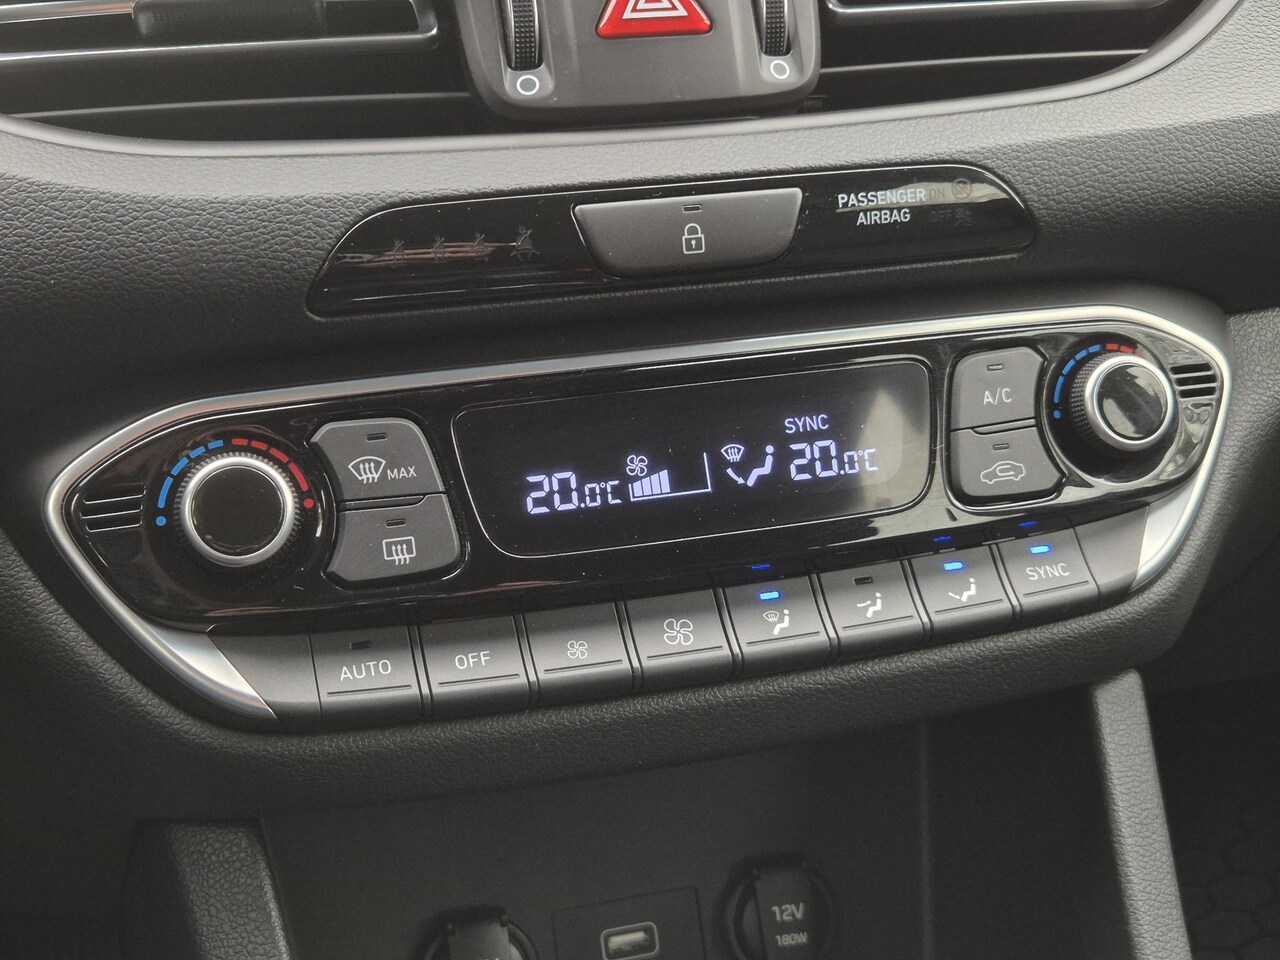 PASSENGER ON
AIRBAG OFF
MAX
20.0°C
SYNC
20.0°C
A/C
AUTO
OFF
SYNC
12V
180W